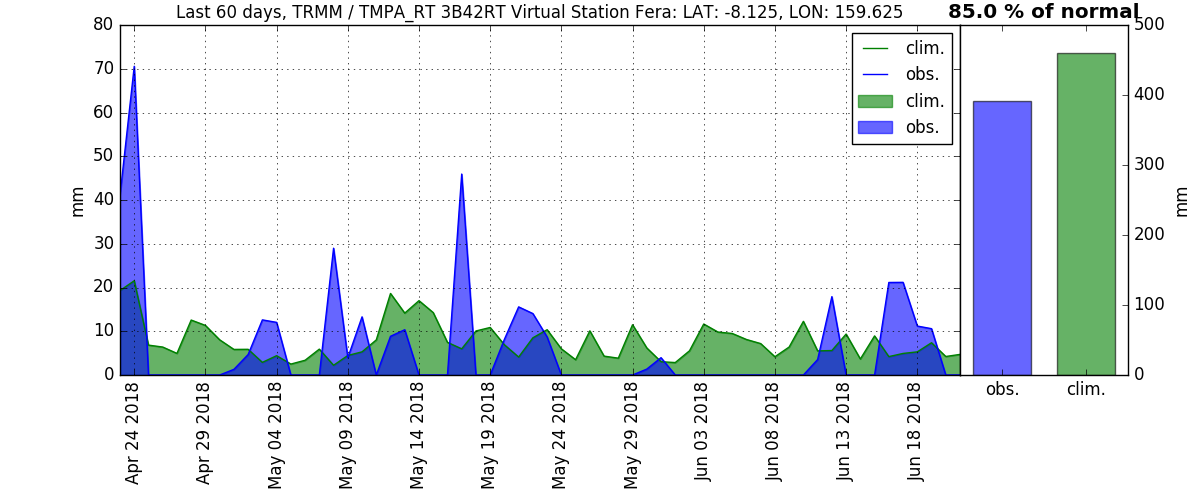 Last 60 days, TRMM / TMPA_RT 3B42RT Virtual Station Fera: LAT: -8.125, LON: 159.625
85.0 % of normal
80
70
60
50
40
30
20
10
0
mm
clim.
obs.
clim.
obs.
Apr 24 2018
Apr 29 2018
May 04 2018
May 09 2018
May 14 2018
May 19 2018
May 24 2018
May 29 2018
Jun 03 2018
Jun 08 2018
Jun 13 2018
Jun 18 2018
500
400
300
200
100
0
mm
obs.
clim.